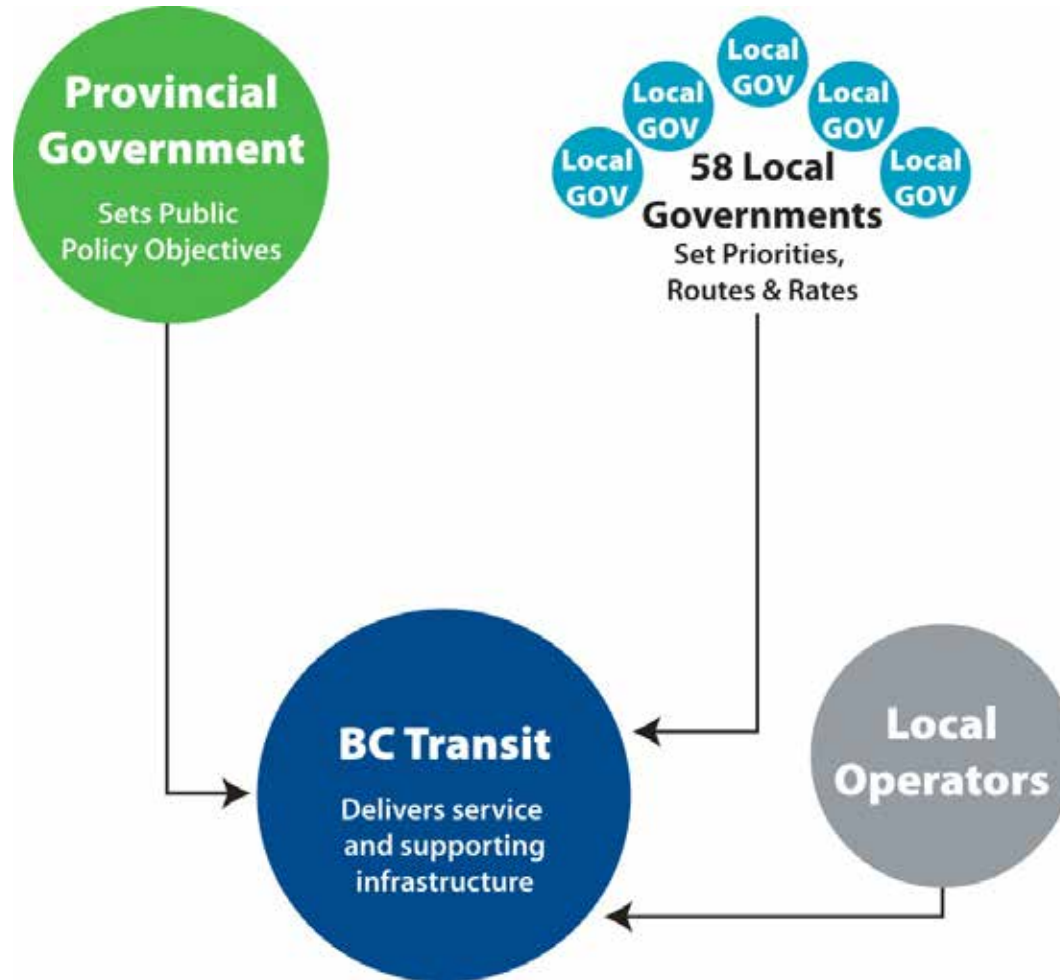 Provincial
Government
Sets Public
Policy Objectives
Local
GOV
Local
GOV
Local
GOV
Local
GOV
Local
GOV
58 Local
Governments
Set Priorities,
Routes & Rates
BC Transit
Delivers service
and supporting
infrastructure
Local
Operators